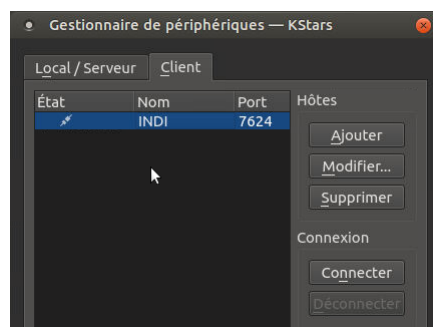 Gestionnaire de périphériques — KStars
Local / Serveur Client
État Nom Port
INDI 7624
Hôtes
Ajouter
Modifier...
Supprimer
Connexion
Connecter
Déconnecter